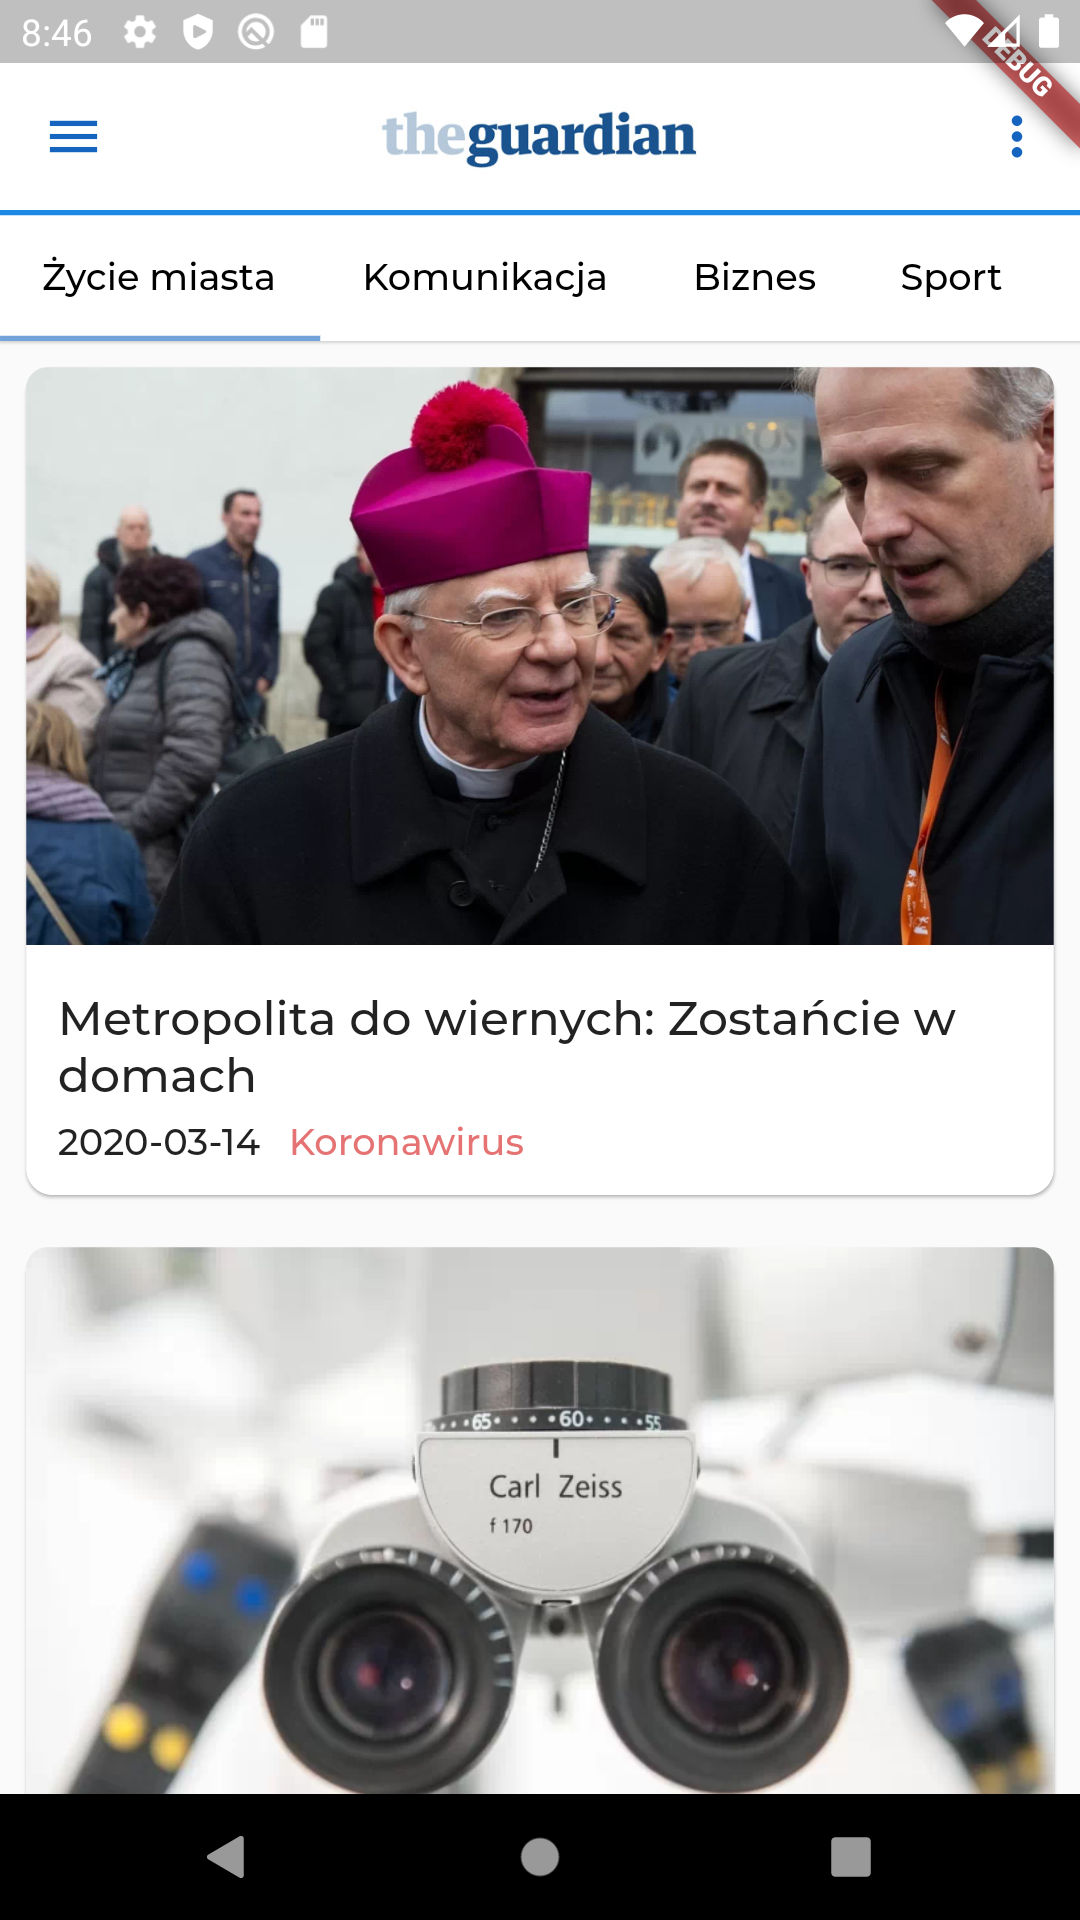 8:46
DEBUG
theguardian
Życie miasta Komunikacja Biznes Sport
Metropolita do wiernych: Zostańcie w
domach
2020-03-14 Koronawirus
65 60 55
Carl Zeiss
f 170